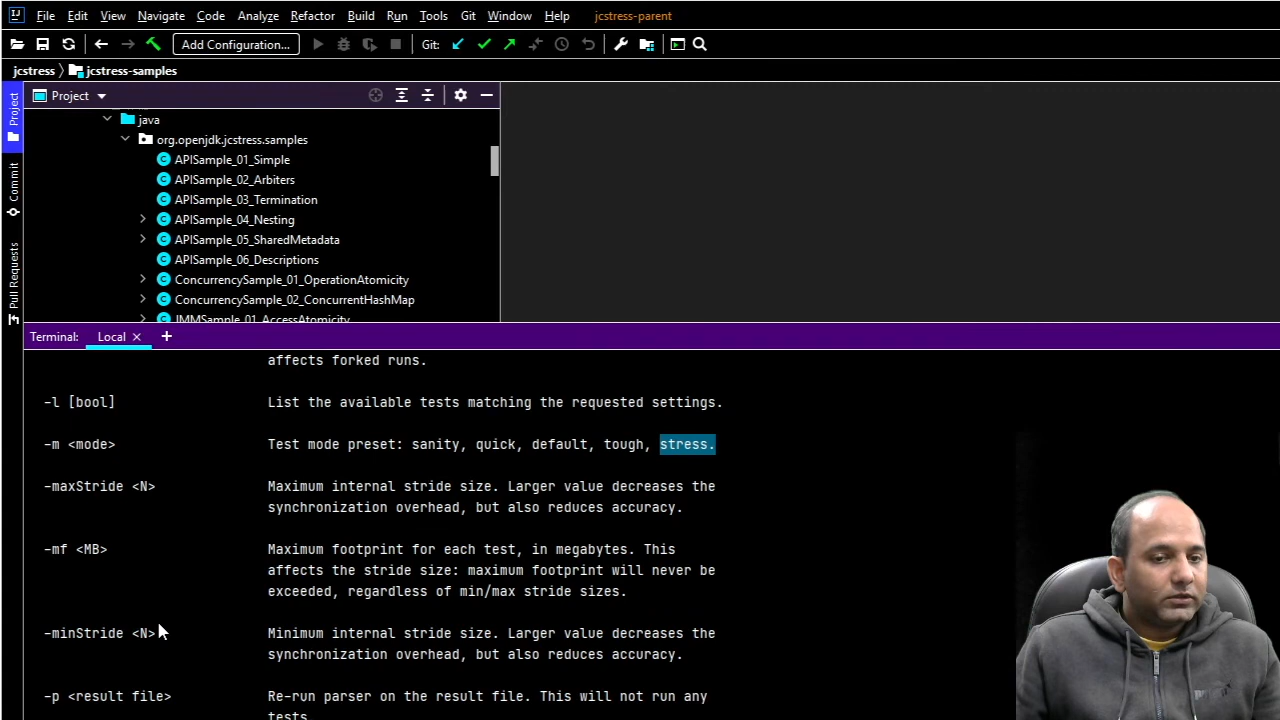 File Edit View Navigate Code Analyze Refactor Build Run Tools Git Window Help jcstress-parent
Add Configuration... Git:
jcstress jcstress-samples
Project
Project
Commit
Pull Requests
java
org.openjdk.jcstress.samples
APISample_01_Simple
APISample_02_Arbiters
APISample_03_Termination
APISample_04_Nesting
APISample_05_SharedMetadata
APISample_06_Descriptions
ConcurrencySample_01_OperationAtomicity
ConcurrencySample_02_ConcurrentHashMap
JMMSample_01_AccessAtomicity
Terminal: Local
affects forked runs.
-l [bool] List the available tests matching the requested settings.
-m <mode> Test mode preset: sanity, quick, default, tough, stress.
-maxStride <N> Maximum internal stride size. Larger value decreases the
synchronization overhead, but also reduces accuracy.
-mf <MB> Maximum footprint for each test, in megabytes. This
affects the stride size: maximum footprint will never be
exceeded, regardless of min/max stride sizes.
-minStride <N> Minimum internal stride size. Larger value decreases the
synchronization overhead, but also reduces accuracy.
-p <result file> Re-run parser on the result file. This will not run any
tests.